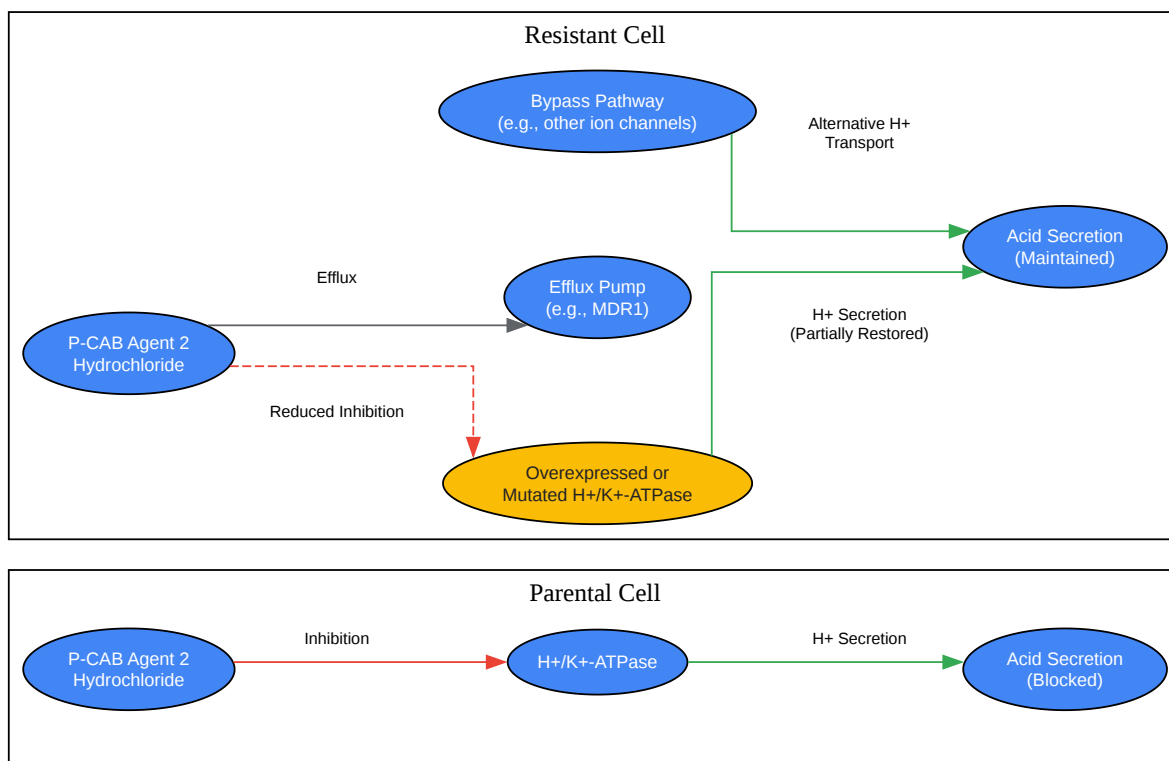 Resistant Cell
Bypass Pathway
(e.g., other ion channels)
Alternative H+
Transport
Acid Secretion
(Maintained)
Efflux
Efflux Pump
(e.g., MDR1)
H+ Secretion
(Partially Restored)
P-CAB Agent 2
Hydrochloride
Reduced Inhibition
Overexpressed or
Mutated H+/K+-ATPase
Parental Cell
P-CAB Agent 2
Hydrochloride
Inhibition
H+/K+-ATPase
H+ Secretion
Acid Secretion
(Blocked)